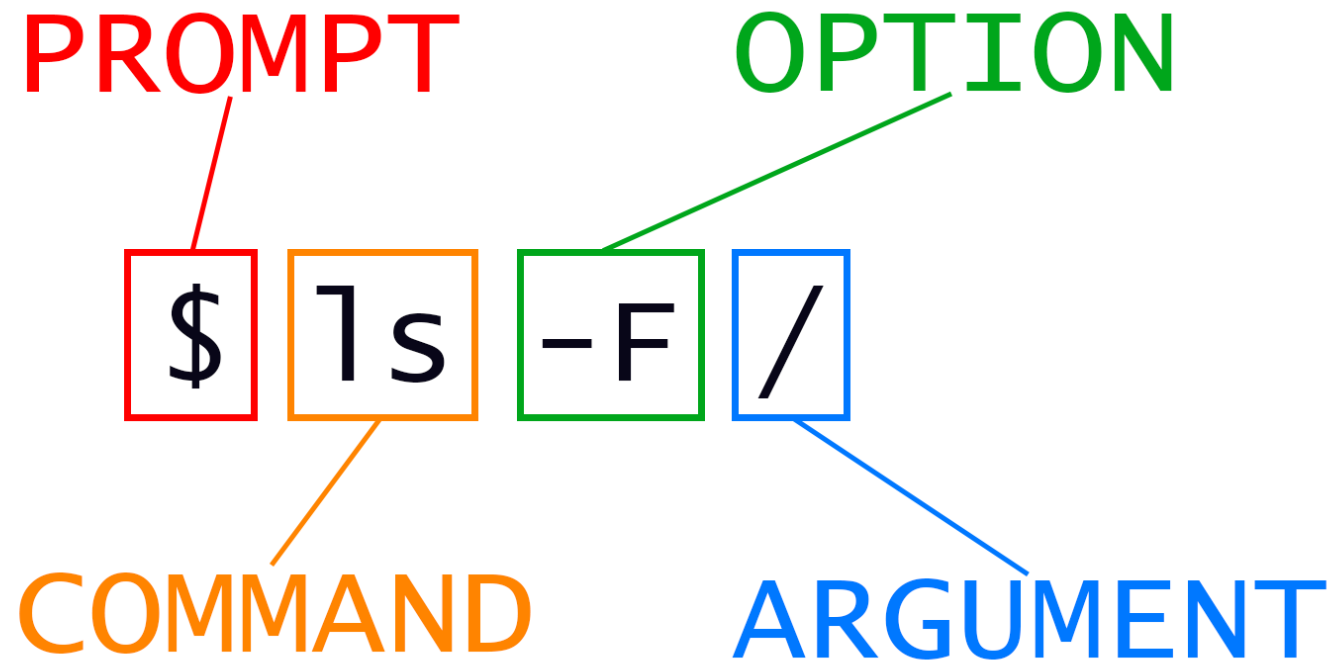 PROMPT OPTION
$ ls -F /
COMMAND ARGUMENT